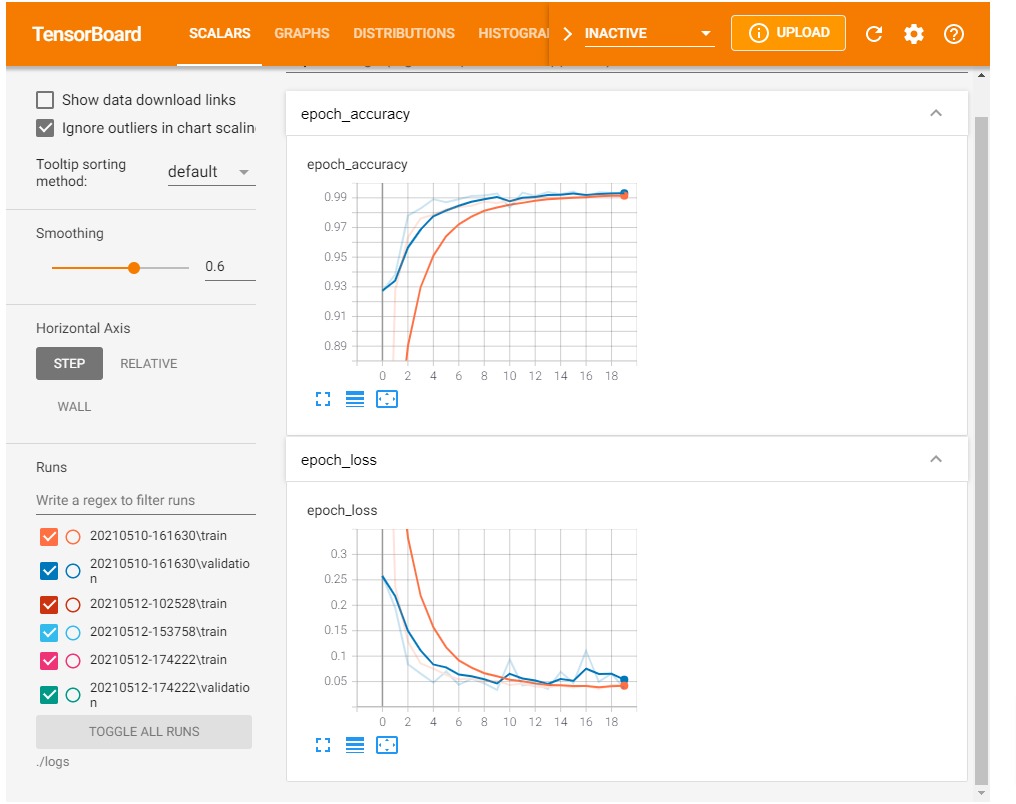 TensorBoard
SCALARS
GRAPHS
DISTRIBUTIONS
HISTOGRA
INACTIVE
UPLOAD
Show data download links
Ignore outliers in chart scalin
Tooltip sorting
method:
default
Smoothing
0.6
Horizontal Axis
STEP
RELATIVE
WALL
Runs
Write a regex to filter runs
20210510-161630\train
20210510-161630\validatio
n
20210512-102528\train
20210512-153758\train
20210512-174222\train
20210512-174222\validatio
n
TOGGLE ALL RUNS
./logs
epoch_accuracy
epoch_accuracy
0.99
0.97
0.95
0.93
0.91
0.89
0 2 4 6 8 10 12 14 16 18
epoch_loss
epoch_loss
0.3
0.25
0.2
0.15
0.1
0.05
0 2 4 6 8 10 12 14 16 18